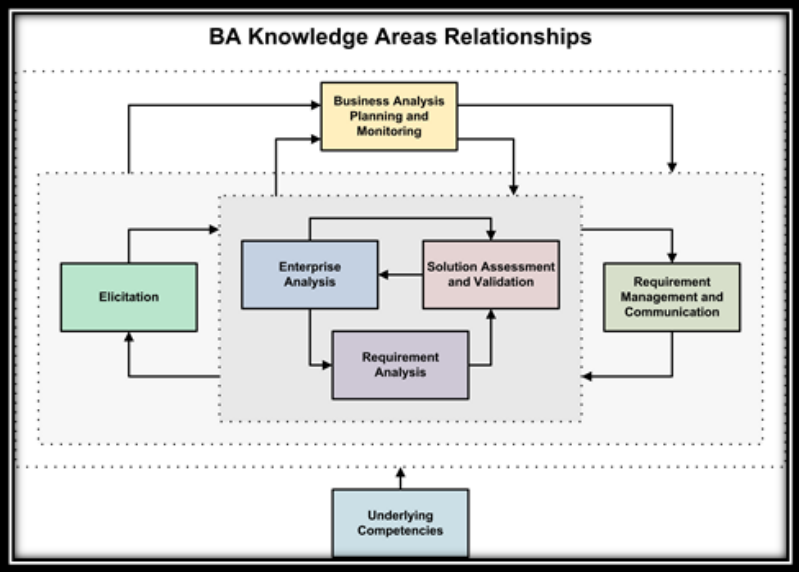 BA Knowledge Areas Relationships
Business Analysis
Planning and
Monitoring
Enterprise
Analysis
Solution Assessment
and Validation
Elicitation
Requirement
Management and
Communication
Requirement
Analysis
Underlying
Competencies